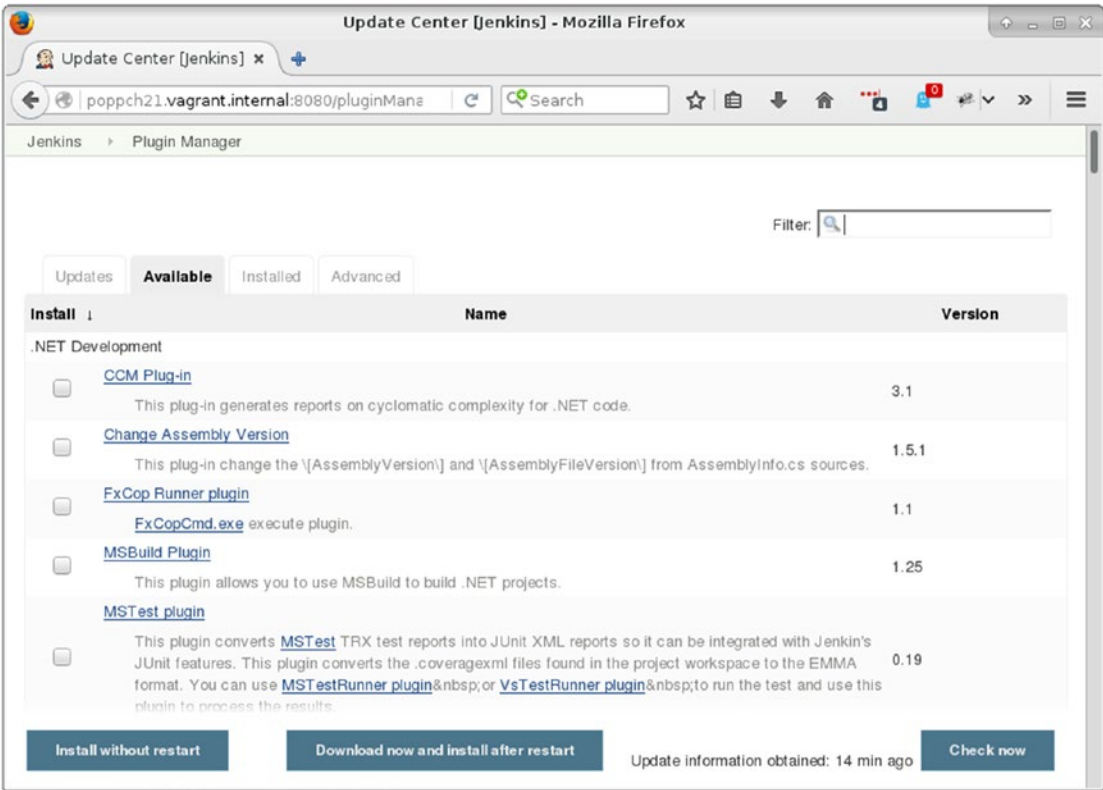 Update Center [Jenkins] - Mozilla Firefox
Update Center [Jenkins]
poppch21.vagrant.internal:8080/pluginMana
Search
4
0
Jenkins
Plugin Manager
Filter:
Updates
Available
Installed
Advanced
Install ↓
Name
Version
.NET Development
CCM Plug-in
This plug-in generates reports on cyclomatic complexity for .NET code.
3.1
Change Assembly Version
This plug-in change the \[AssemblyVersion\] and \[AssemblyFileVersion\] from AssemblyInfo.cs sources.
1.5.1
FxCop Runner plugin
FxCopCmd.exe execute plugin.
1.1
MSBuild Plugin
This plugin allows you to use MSBuild to build .NET projects.
1.25
MSTest plugin
This plugin converts MSTest TRX test reports into JUnit XML reports so it can be integrated with Jenkin's
JUnit features. This plugin converts the .coveragexml files found in the project workspace to the EMMA
format. You can use MSTestRunner plugin&nbsp;or VsTestRunner plugin&nbsp;to run the test and use this
plugin to process the results.
0.19
Install without restart
Download now and install after restart
Update information obtained: 14 min ago
Check now